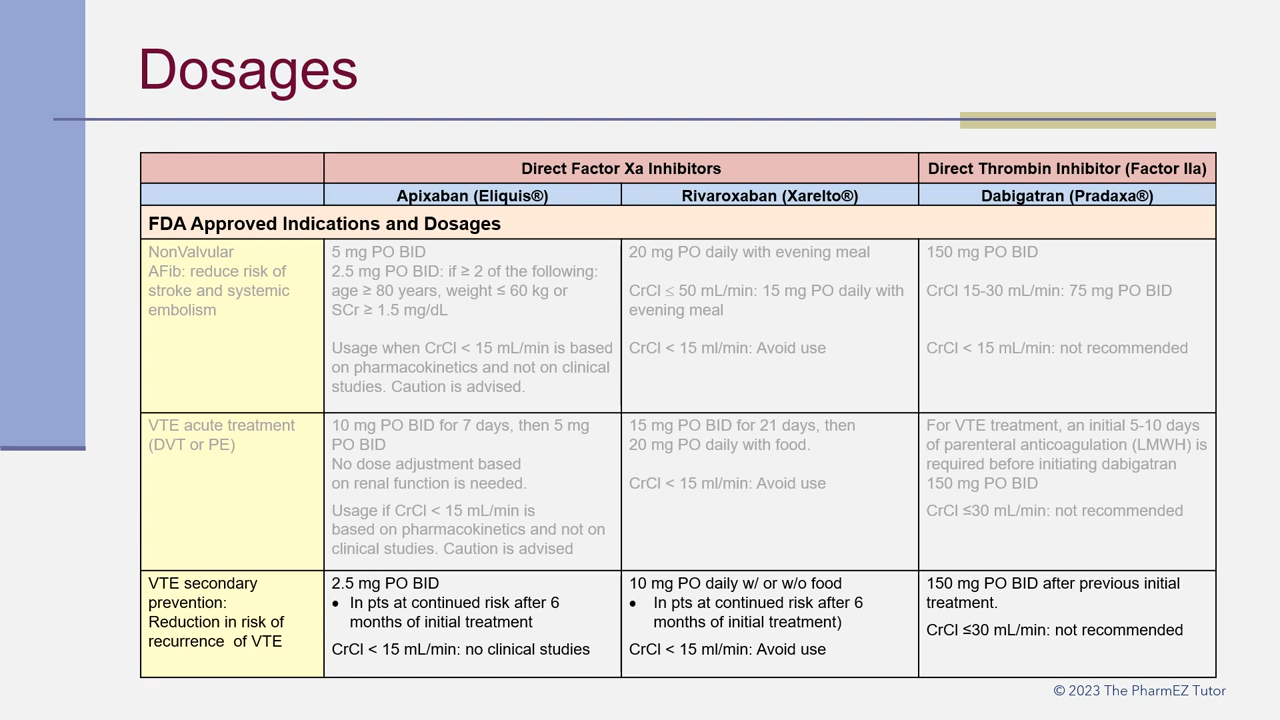 Dosages
Direct Factor Xa Inhibitors
Direct Thrombin Inhibitor (Factor IIa)
Apixaban (Eliquis®)
Rivaroxaban (Xarelto®)
Dabigatran (Pradaxa®)
FDA Approved Indications and Dosages
NonValvular
AFib: reduce risk of
stroke and systemic
embolism
5 mg PO BID
2.5 mg PO BID: if ≥ 2 of the following:
age ≥ 80 years, weight ≤ 60 kg or
SCr ≥ 1.5 mg/dL
Usage when CrCl < 15 mL/min is based
on pharmacokinetics and not on clinical
studies. Caution is advised.
20 mg PO daily with evening meal
CrCl ≤ 50 mL/min: 15 mg PO daily with
evening meal
CrCl < 15 ml/min: Avoid use
150 mg PO BID
CrCl 15-30 mL/min: 75 mg PO BID
CrCl < 15 mL/min: not recommended
VTE acute treatment
(DVT or PE)
10 mg PO BID for 7 days, then 5 mg
PO BID
No dose adjustment based
on renal function is needed.
Usage if CrCl < 15 mL/min is
based on pharmacokinetics and not on
clinical studies. Caution is advised
15 mg PO BID for 21 days, then
20 mg PO daily with food.
CrCl < 15 mL/min: Avoid use
For VTE treatment, an initial 5-10 days
of parenteral anticoagulation (LMWH) is
required before initiating dabigatran
150 mg PO BID
CrCl ≤30 mL/min: not recommended
VTE secondary
prevention:
Reduction in risk of
recurrence of VTE
2.5 mg PO BID
• In pts at continued risk after 6
months of initial treatment
CrCl < 15 mL/min: no clinical studies
10 mg PO daily w/ or w/o food
• In pts at continued risk after 6
months of initial treatment)
CrCl < 15 mL/min: Avoid use
150 mg PO BID after previous initial
treatment.
CrCl ≤30 mL/min: not recommended
© 2023 The PharmEZ Tutor